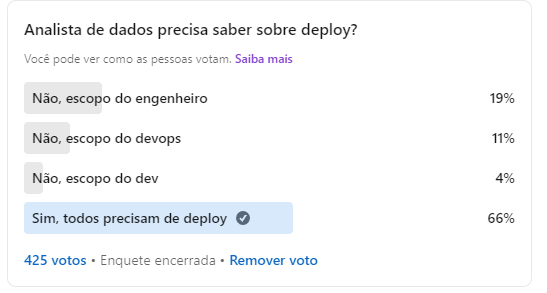 Analista de dados precisa saber sobre deploy?
Você pode ver como as pessoas votam. Saiba mais
Não, escopo do engenheiro 19%
Não, escopo do devops 11%
Não, escopo do dev 4%
Sim, todos precisam de deploy 66%
425 votos • Enquete encerrada • Remover voto